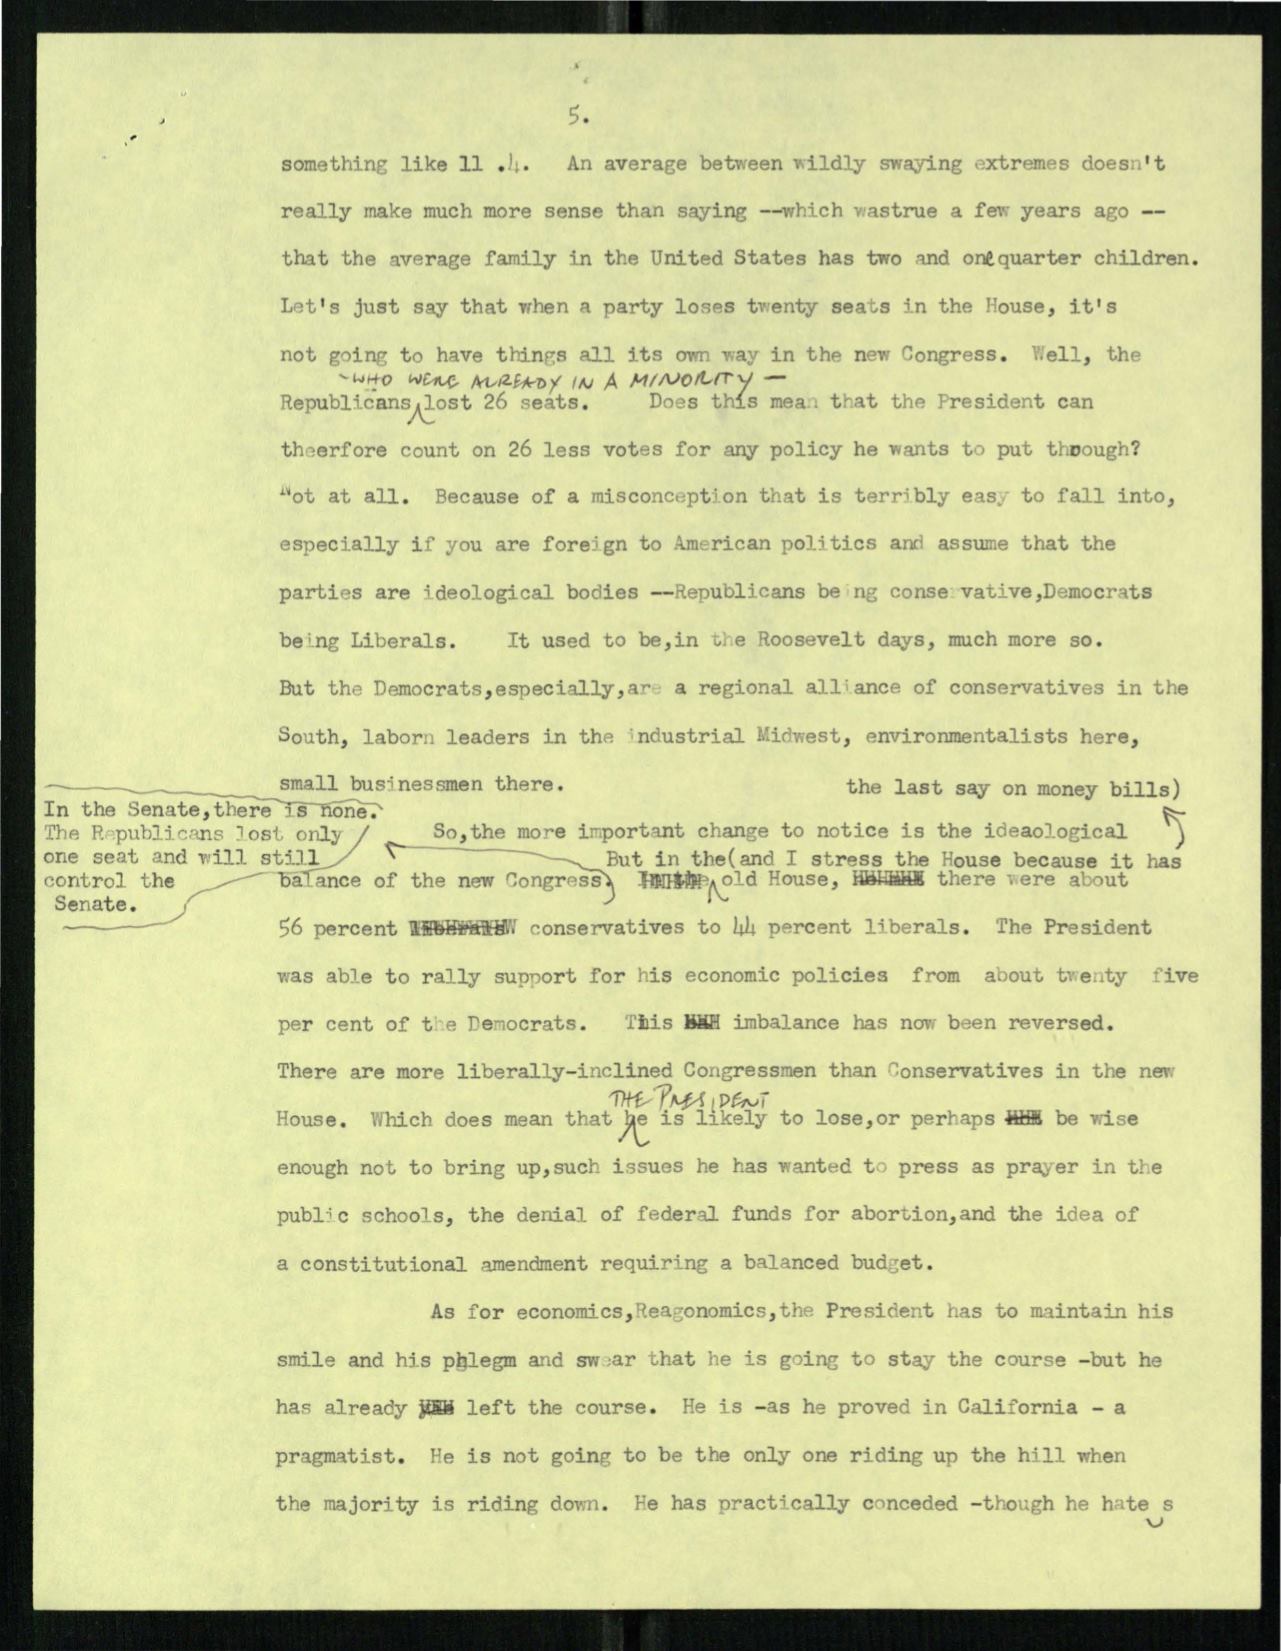 5.
something like 11 .4. An average between wildly swaying extremes doesn't
really make much more sense than saying --which wastrue a few years ago --
that the average family in the United States has two and one quarter children.
Let's just say that when a party loses twenty seats in the House, it's
not going to have things all its own way in the new Congress. Well, the
-WHO WERE ALREADY IN A MINORITY -
Republicans lost 26 seats. Does this mean that the President can
theerfore count on 26 less votes for any policy he wants to put through?
Not at all. Because of a misconception that is terribly easy to fall into,
especially if you are foreign to American politics and assume that the
parties are ideological bodies --Republicans being conservative,Democrats
being Liberals. It used to be,in the Roosevelt days, much more so.
But the Democrats,especially,are a regional alliance of conservatives in the
South, laborn leaders in the industrial Midwest, environmentalists here,
small businessmen there.
the last say on money bills)
In the Senate,there is none.
The Republicans lost only
one seat and will still
control the
Senate.
So,the more important change to notice is the ideaological
But in the(and I stress the House because it has
balance of the new Congress. old House, there were about
56 percent conservatives to 44 percent liberals. The President
was able to rally support for his economic policies from about twenty five
per cent of the Democrats. This imbalance has now been reversed.
There are more liberally-inclined Congressmen than Conservatives in the new
THE PRESIDENT
House. Which does mean that he is likely to lose,or perhaps be wise
enough not to bring up,such issues he has wanted to press as prayer in the
public schools, the denial of federal funds for abortion,and the idea of
a constitutional amendment requiring a balanced budget.
As for economics,Reagonomics,the President has to maintain his
smile and his phlegm and swear that he is going to stay the course -but he
has already left the course. He is -as he proved in California - a
pragmatist. He is not going to be the only one riding up the hill when
the majority is riding down. He has practically conceded -though he hate s